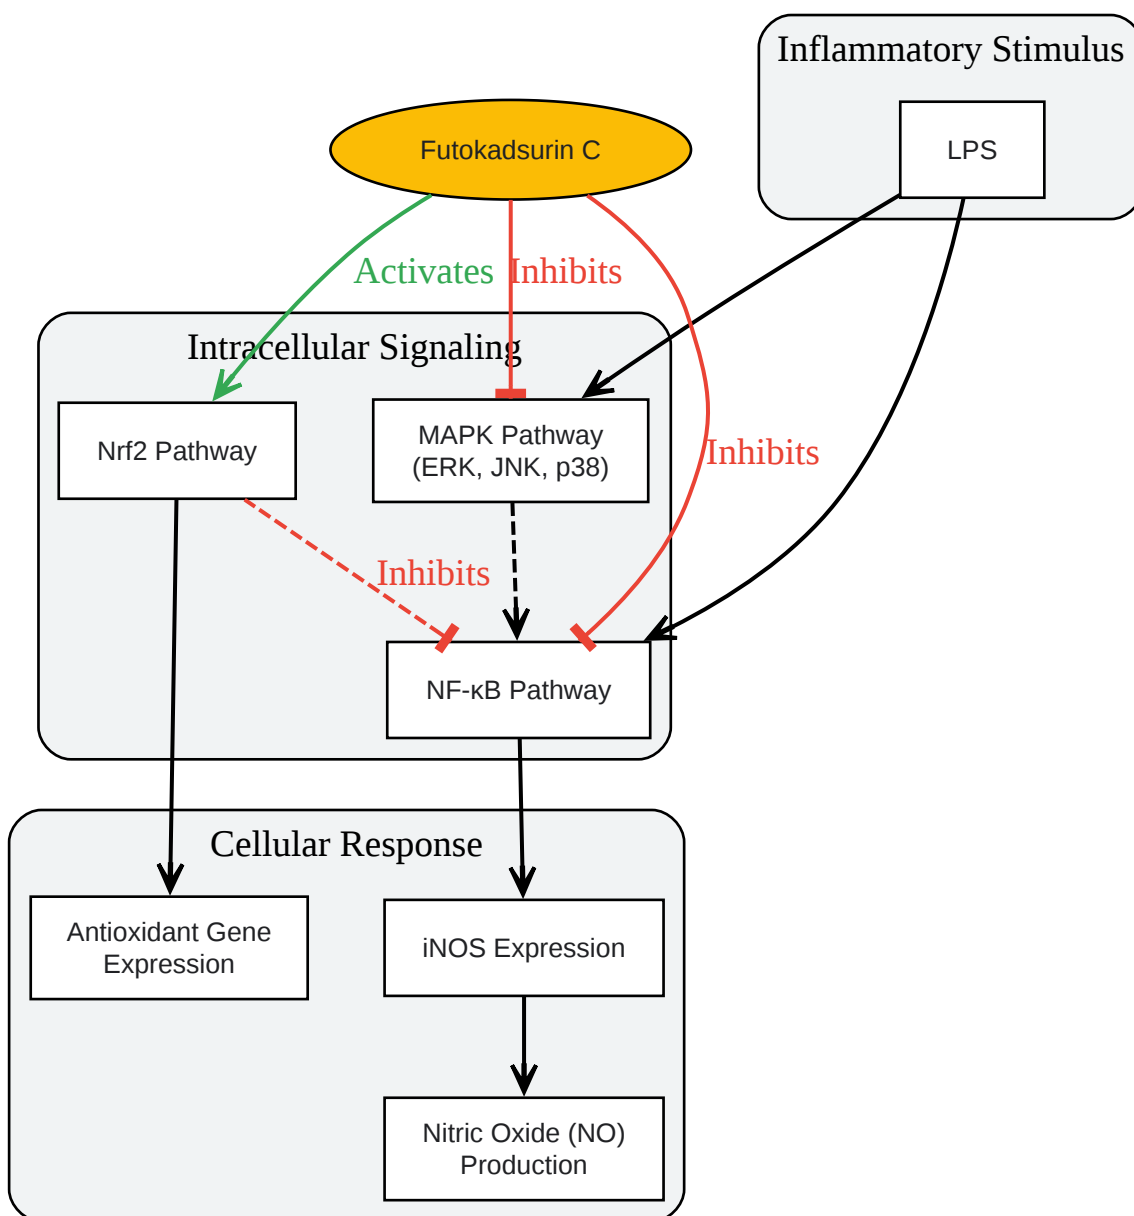 Inflammatory Stimulus
LPS
Futokadsurin C
Activates
Inhibits
Intracellular Signaling
Nrf2 Pathway
MAPK Pathway
(ERK, JNK, p38)
Inhibits
Inhibits
NF-κB Pathway
Cellular Response
Antioxidant Gene
Expression
iNOS Expression
Nitric Oxide (NO)
Production